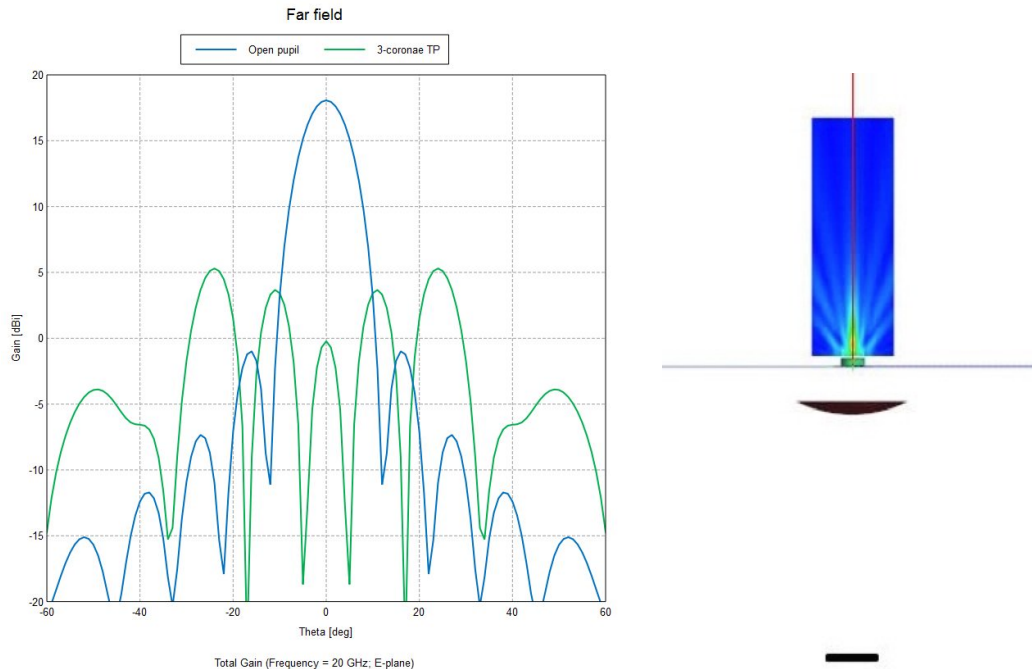 Far field
Open pupil 3-coronae TP
20
15
10
5
0
-5
-10
-15
-20
Gain [dBi]
-60 -40 -20 0 20 40 60
Theta [deg]
Total Gain (Frequency = 20 GHz; E-plane)